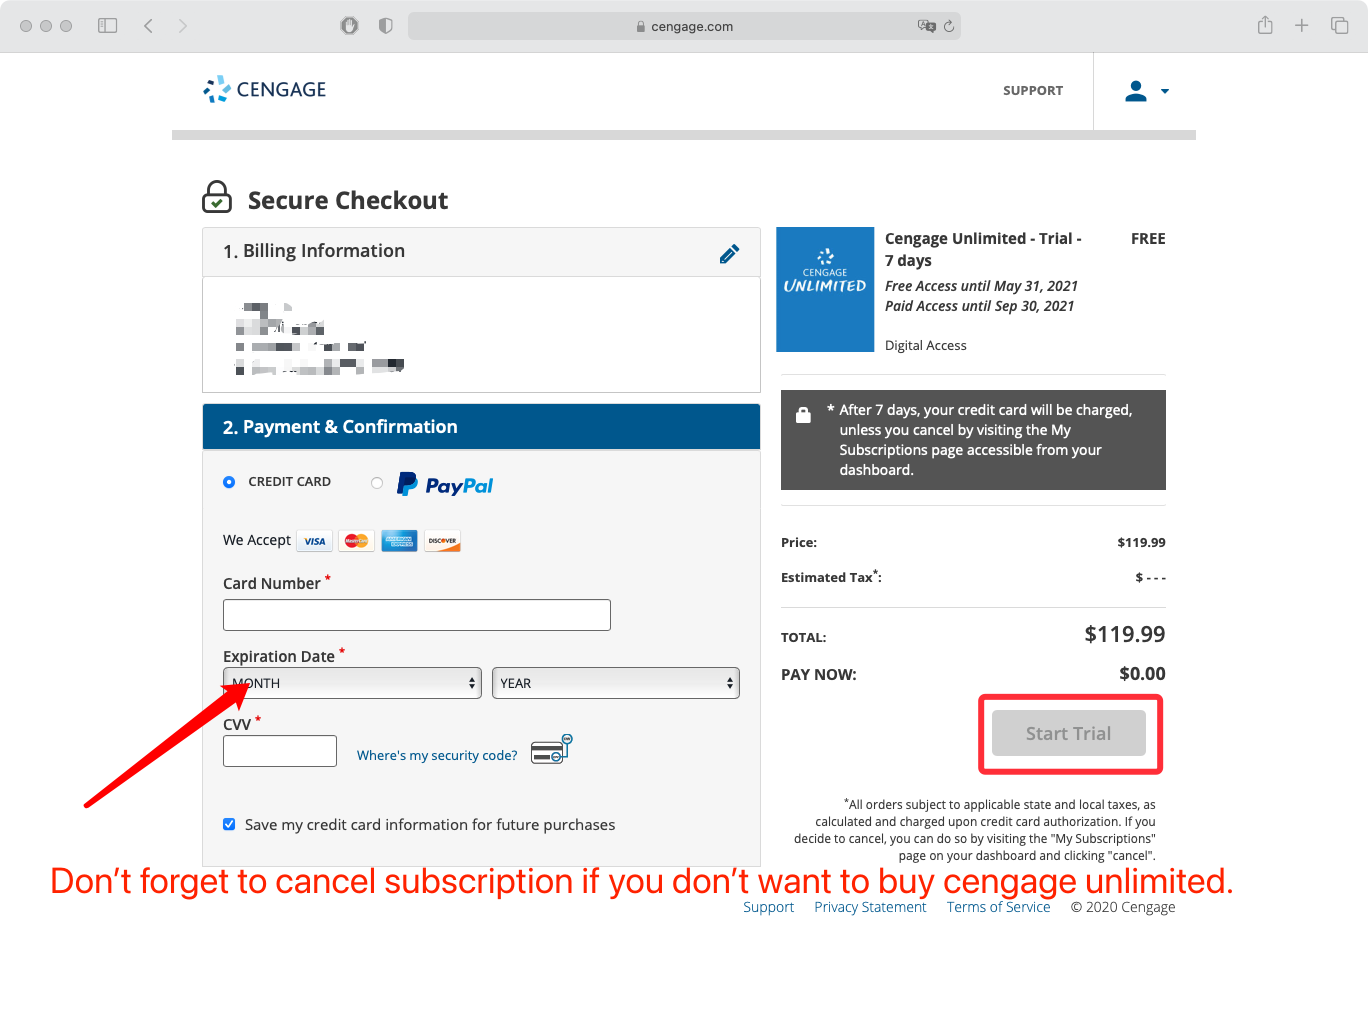 cengage.com
CENGAGE
SUPPORT
Secure Checkout
1. Billing Information
2. Payment & Confirmation
CREDIT CARD
PayPal
We Accept VISA MasterCard AMERICAN EXPRESS DISCOVER
Card Number *
Expiration Date *
MONTH YEAR
CVV *
Where's my security code?
Save my credit card information for future purchases
CENGAGE
UNLIMITED
Cengage Unlimited - Trial - FREE
7 days
Free Access until May 31, 2021
Paid Access until Sep 30, 2021
Digital Access
* After 7 days, your credit card will be charged,
unless you cancel by visiting the My
Subscriptions page accessible from your
dashboard.
Price: $119.99
Estimated Tax*: $ - - -
TOTAL: $119.99
PAY NOW: $0.00
Start Trial
*All orders subject to applicable state and local taxes, as
calculated and charged upon credit card authorization. If you
decide to cancel, you can do so by visiting the "My Subscriptions"
page on your dashboard and clicking "cancel".
Don't forget to cancel subscription if you don't want to buy cengage unlimited.
Support Privacy Statement Terms of Service © 2020 Cengage